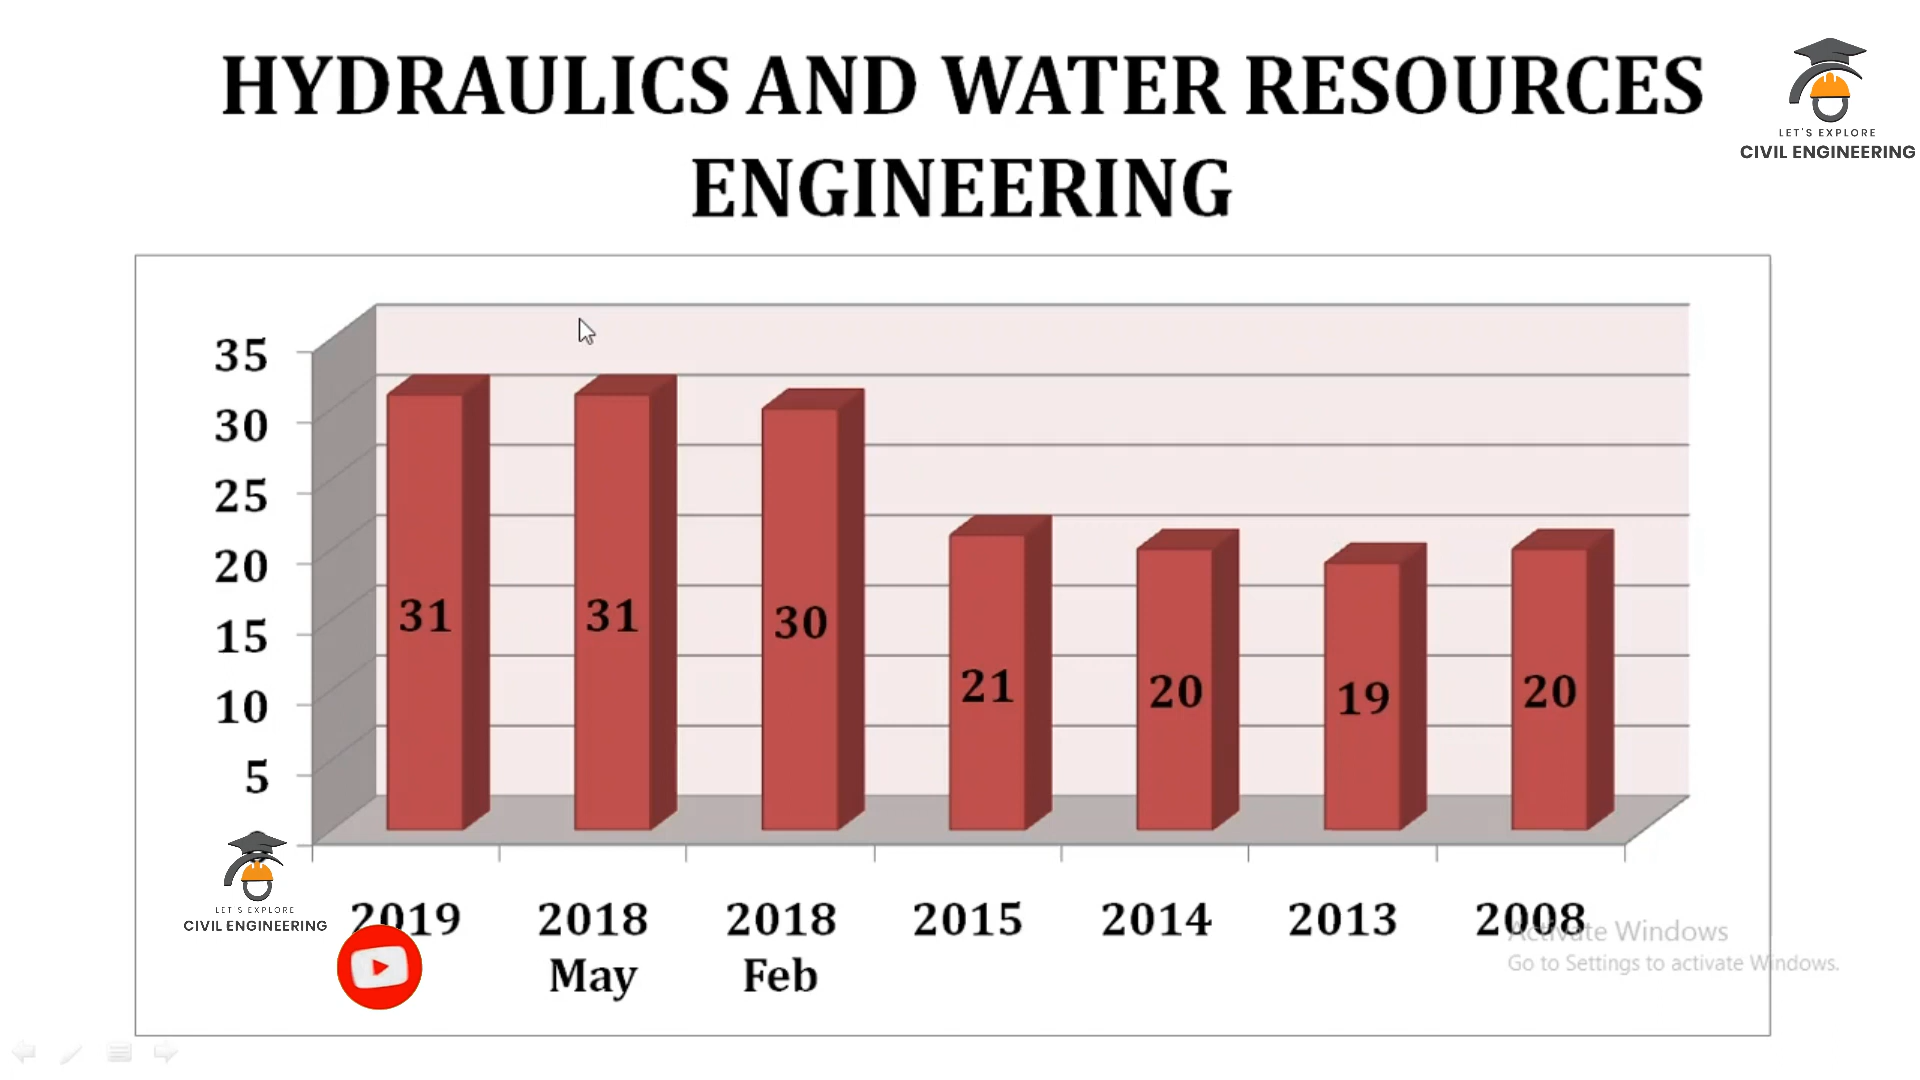 HYDRAULICS AND WATER RESOURCES
ENGINEERING
LET'S EXPLORE
CIVIL ENGINEERING
35
30
25
20
15
10
5
31
31
30
21
20
19
20
LET'S EXPLORE
CIVIL ENGINEERING
2019
2018
May
2018
Feb
2015
2014
2013
2008
Activate Windows
Go to Settings to activate Windows.